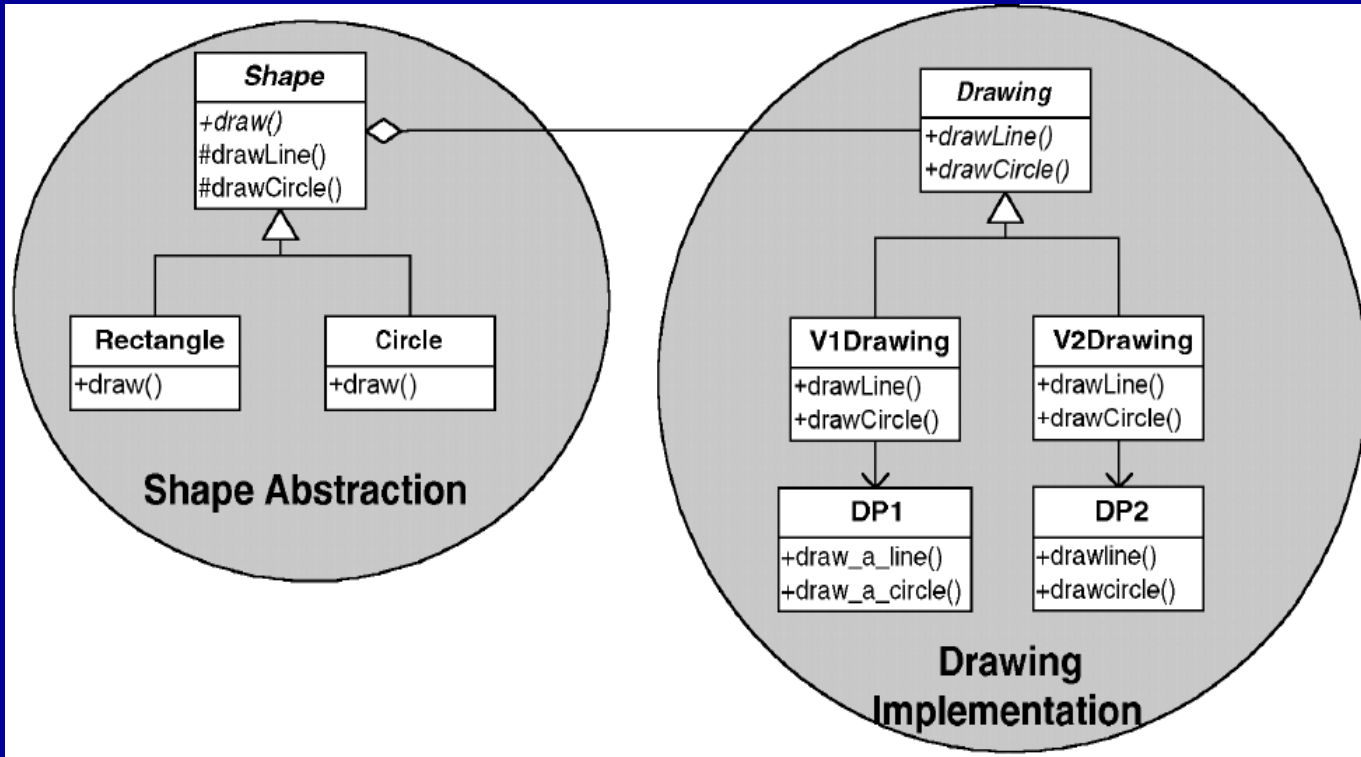 Shape
+draw()
#drawLine()
#drawCircle()
Rectangle
+draw()
Circle
+draw()
Shape Abstraction
Drawing
+drawLine()
+drawCircle()
V1Drawing
+drawLine()
+drawCircle()
V2Drawing
+drawLine()
+drawCircle()
DP1
+draw_a_line()
+draw_a_circle()
DP2
+drawline()
+drawcircle()
Drawing
Implementation